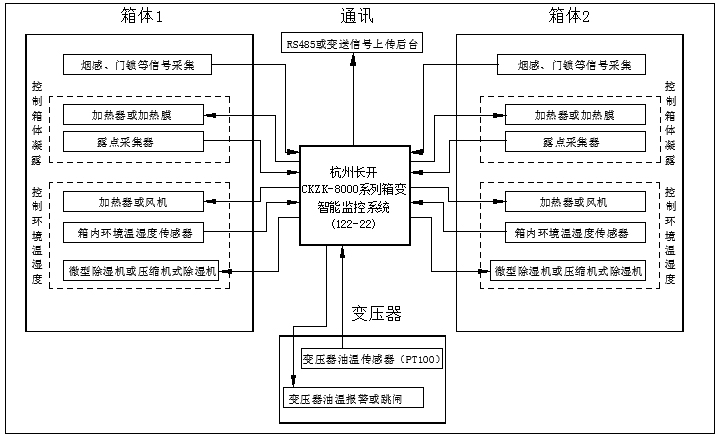 箱体1
通讯
箱体2
RS485或变送信号上传后台
烟感、门镀等信号采集
烟感、门镀等信号采集
控制箱体凝露
加热器或加热膜
露点采集器
控制环境温湿度
加热器或风机
箱内环境温湿度传感器
微型除湿机或压缩机式除湿机
杭州长开
CKZK-8000系列箱变
智能监控系统
(122-22)
加热器或加热膜
露点采集器
控制箱体凝露
加热器或风机
箱内环境温湿度传感器
微型除湿机或压缩机式除湿机
控制环境温湿度
变压器
变压器油温传感器（PT100）
变压器油温报警或跳闸